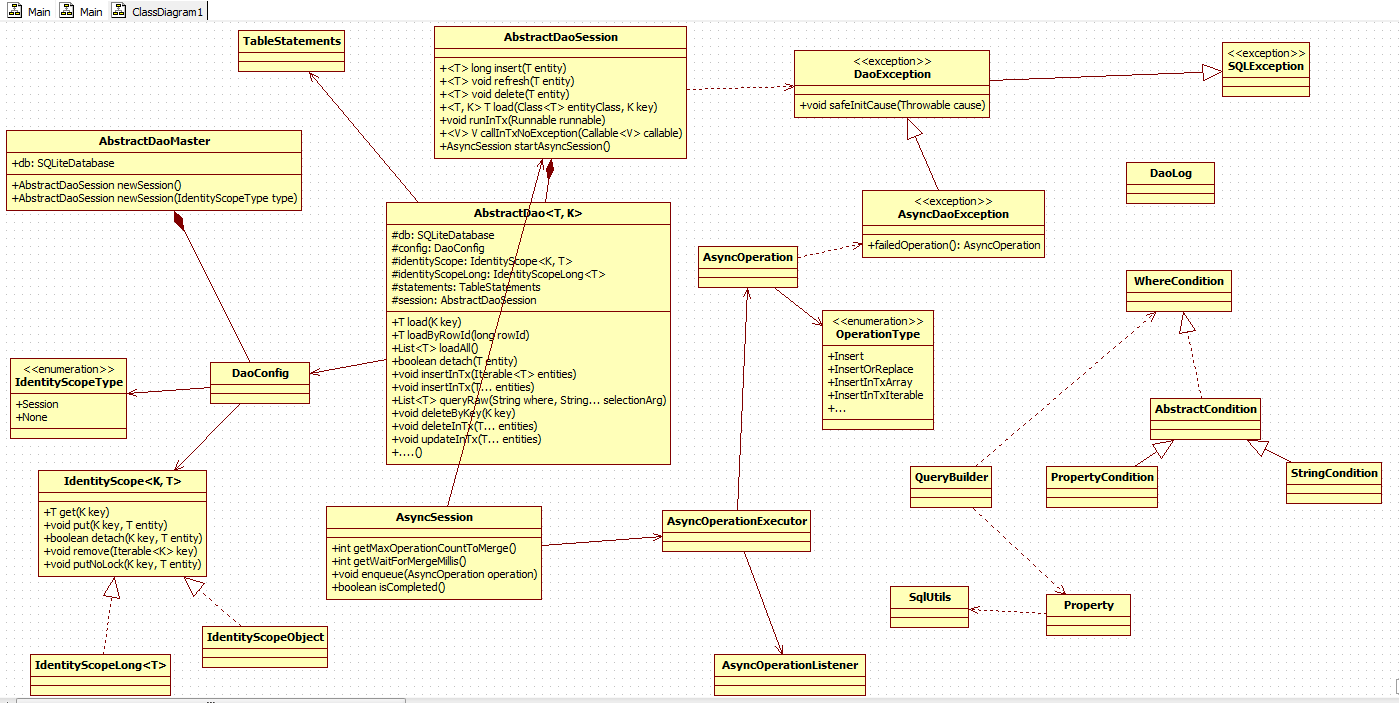 Main
Main
ClassDiagram1
TableStatements
AbstractDaoSession
+<T> long insert(T entity)
+<T> void refresh(T entity)
+<T> void delete(T entity)
+<T, K> T load(Class<T> entityClass, K key)
+void runInTx(Runnable runnable)
+<V> V callInTxNoException(Callable<V> callable)
+AsyncSession startAsyncSession()
<<exception>>
DaoException
+void safeInitCause(Throwable cause)
<<exception>>
SQLException
AbstractDaoMaster
+db: SQLiteDatabase
+AbstractDaoSession newSession()
+AbstractDaoSession newSession(IdentityScopeType type)
DaoLog
<<exception>>
AsyncDaoException
+failedOperation(): AsyncOperation
AbstractDao<T, K>
#db: SQLiteDatabase
#config: DaoConfig
#identityScope: IdentityScope<K, T>
#identityScopeLong: IdentityScopeLong<T>
#statements: TableStatements
#session: AbstractDaoSession
+T load(K key)
+T loadByRowId(long rowId)
+List<T> loadAll()
+boolean detach(T entity)
+void insertInTx(Iterable<T> entities)
+void insertInTx(T... entities)
+List<T> queryRaw(String where, String... selectionArg)
+void deleteByKey(K key)
+void deleteInTx(T... entities)
+void updateInTx(T... entities)
+....()
AsyncOperation
WhereCondition
<<enumeration>>
OperationType
+Insert
+InsertOrReplace
+InsertInTxArray
+InsertInTxIterable
+...
<<enumeration>>
IdentityScopeType
+Session
+None
DaoConfig
AbstractCondition
QueryBuilder
PropertyCondition
StringCondition
IdentityScope<K, T>
+T get(K key)
+void put(K key, T entity)
+boolean detach(K key, T entity)
+void remove(Iterable<K> key)
+void putNoLock(K key, T entity)
AsyncSession
+int getMaxOperationCountToMerge()
+int getWaitForMergeMillis()
+void enqueue(AsyncOperation operation)
+boolean isCompleted()
AsyncOperationExecutor
SqlUtils
Property
IdentityScopeObject
IdentityScopeLong<T>
AsyncOperationListener